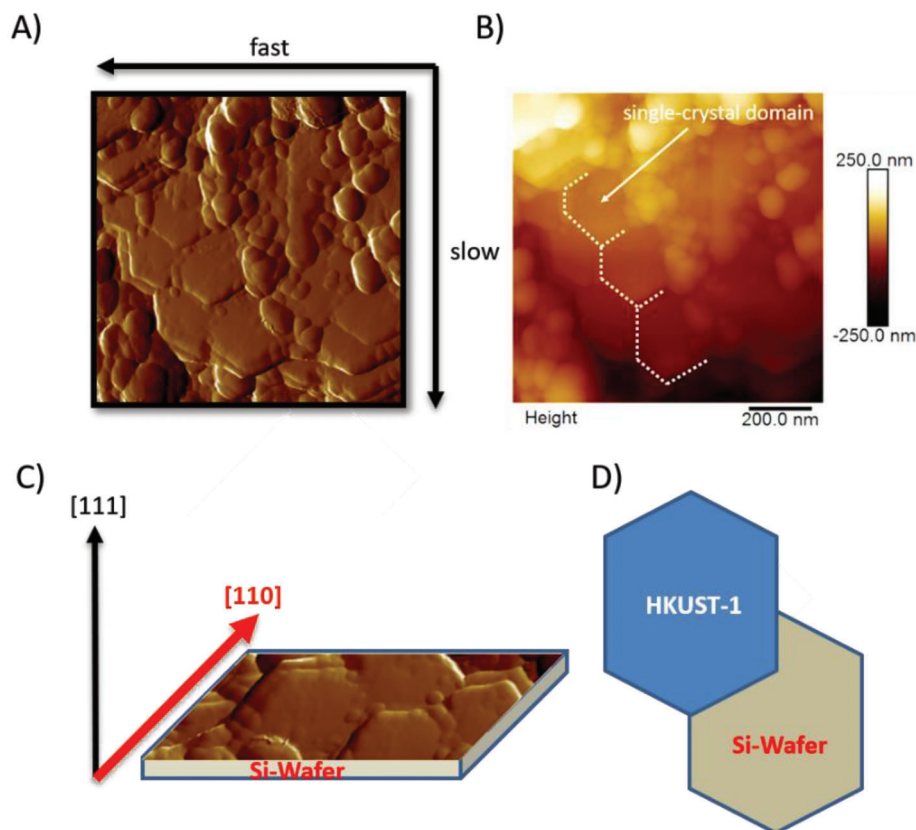 A)
fast
slow
B)
single-crystal domain
250.0 nm
-250.0 nm
Height
200.0 nm
C)
[111]
[110]
Si-Wafer
D)
HKUST-1
Si-Wafer